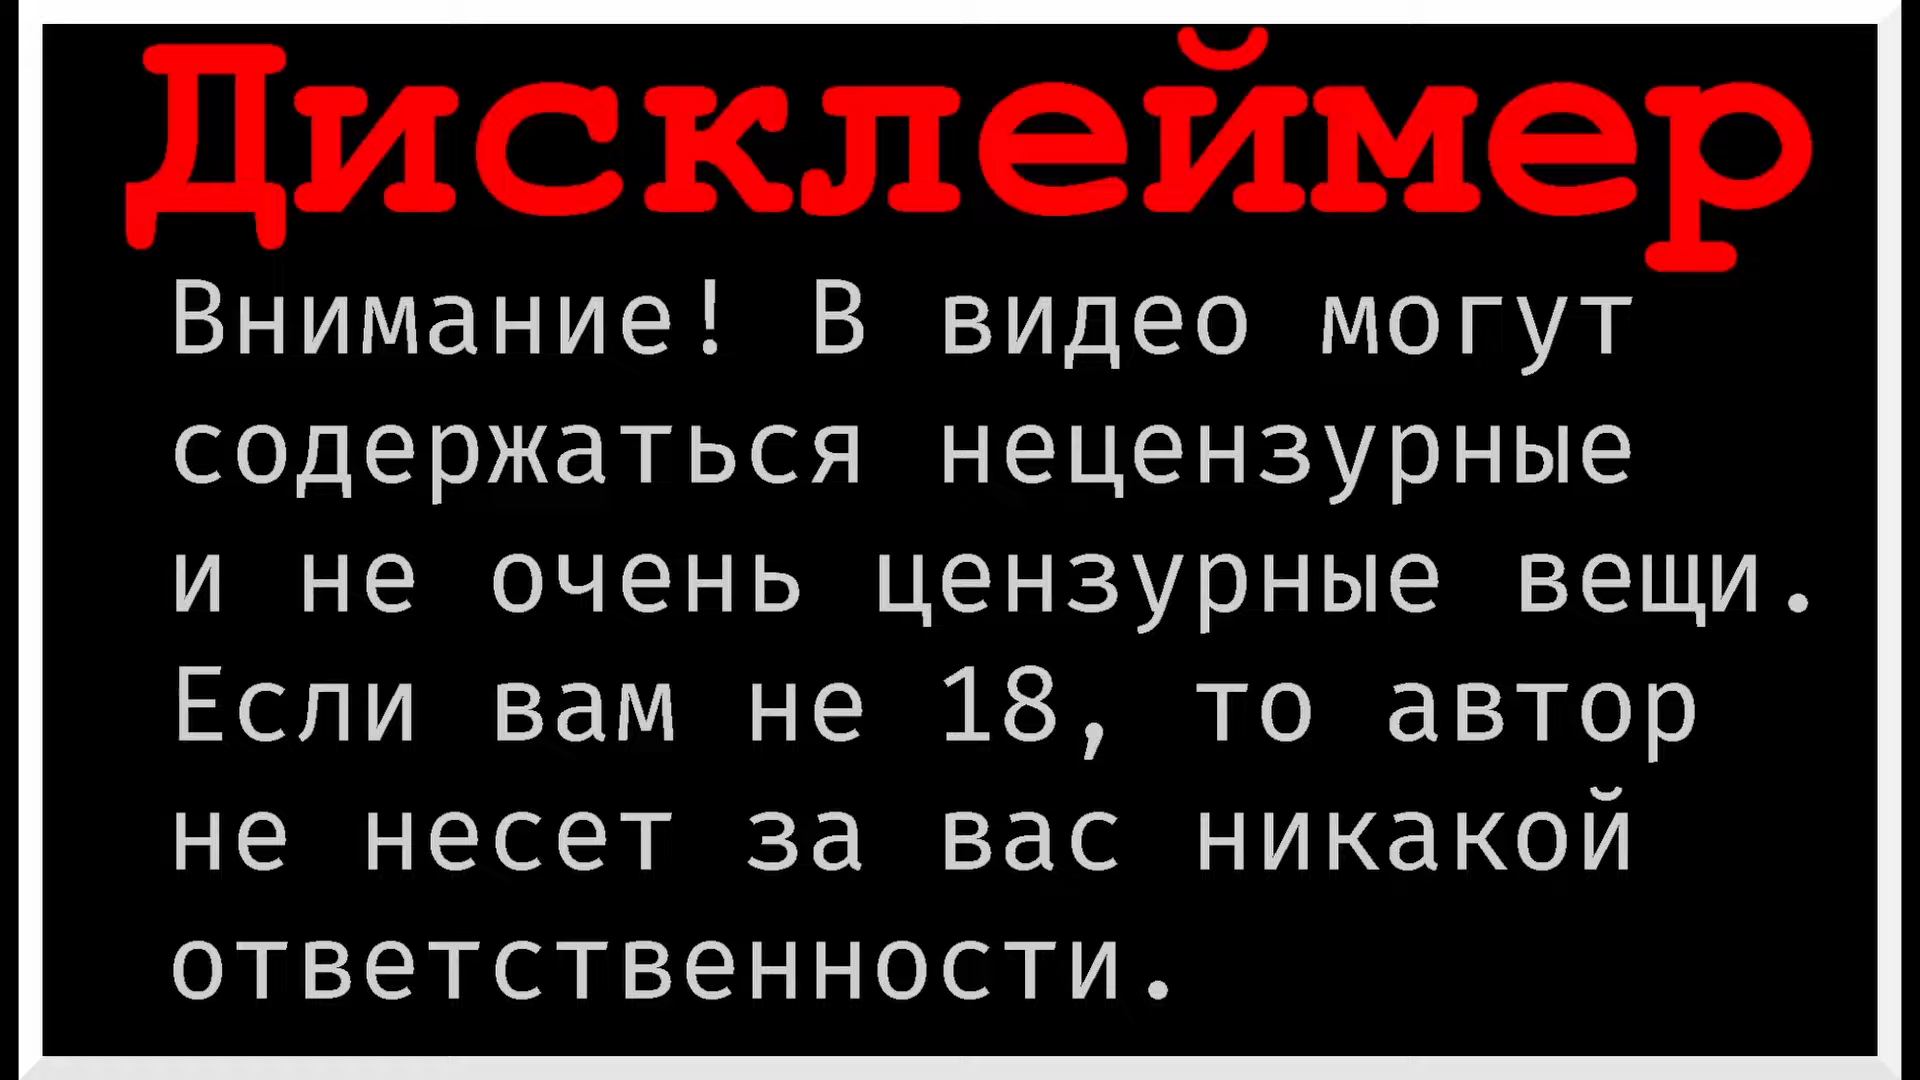 Дисклеймер
Внимание! В видео могут
содержаться нецензурные
и не очень цензурные вещи.
Если вам не 18, то автор
не несет за вас никакой
ответственности.